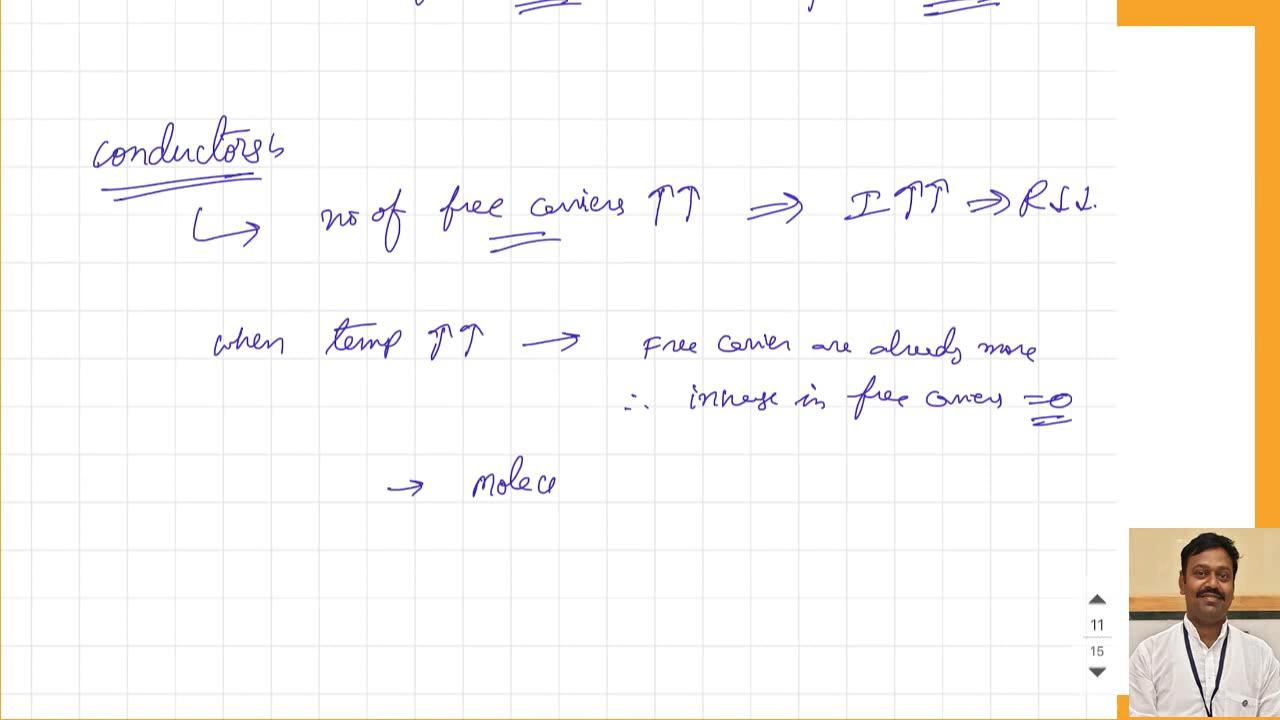 conductors
↳ no of free carriers ↑↑ ⇒ I ↑↑ ⇒ R↓↓.
when temp ↑↑ → Free carrier are already more
∴ increase in free carriers =0
→ molecu
11
15